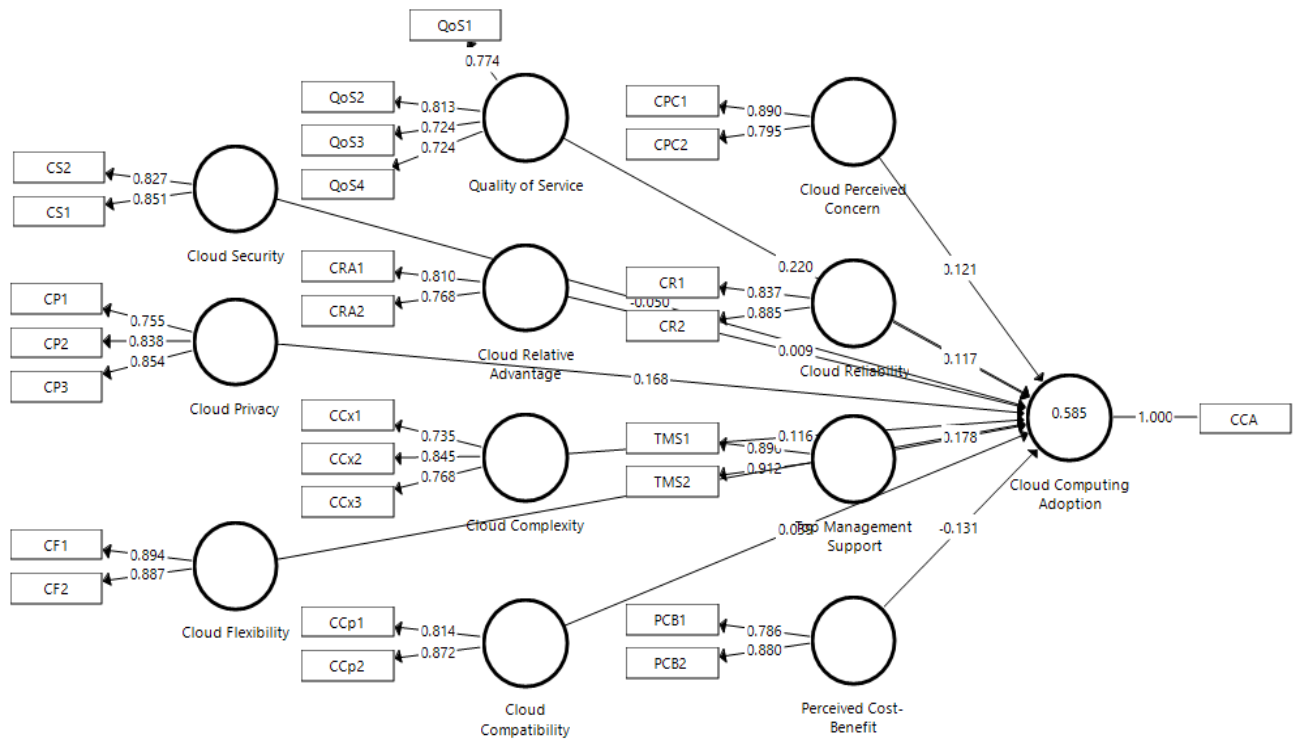 QoS1
0.774
QoS2
0.813
QoS3
0.724
QoS4
0.724
Quality of Service
CPC1
0.890
CPC2
0.795
Cloud Perceived
Concern
CS2
0.827
CS1
0.851
Cloud Security
CRA1
0.810
CRA2
0.768
Cloud Relative
Advantage
0.220
-0.050
0.009
0.121
CR1
0.837
CR2
0.885
Cloud Reliability
0.117
CP1
0.755
CP2
0.838
CP3
0.854
Cloud Privacy
0.168
CCx1
0.735
CCx2
0.845
CCx3
0.768
Cloud Complexity
TMS1
0.116
TMS2
0.912
Top Management
Support
0.178
0.585
1.000
CCA
Cloud Computing
Adoption
CF1
0.894
CF2
0.887
Cloud Flexibility
-0.131
CCp1
0.814
CCp2
0.872
Cloud
Compatibility
PCB1
0.786
PCB2
0.880
Perceived Cost-
Benefit